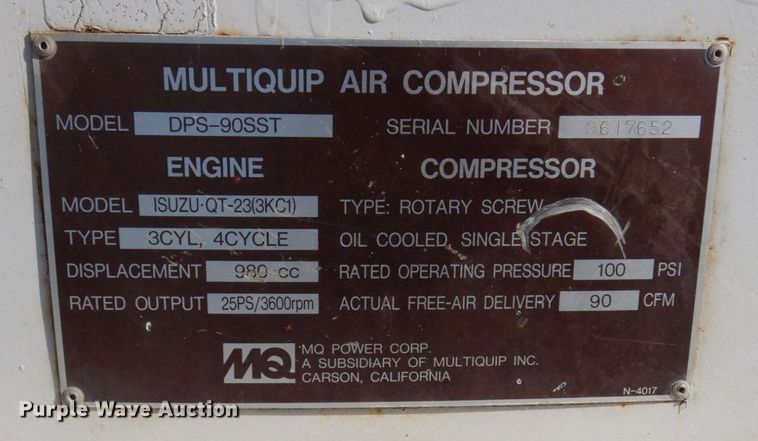 MULTIQUIP AIR COMPRESSOR
MODEL DPS-90SST SERIAL NUMBER 3617652
ENGINE COMPRESSOR
MODEL ISUZU·QT-23(3KC1) TYPE: ROTARY SCREW
TYPE 3CYL, 4CYCLE OIL COOLED, SINGLE STAGE
DISPLACEMENT 980 cc RATED OPERATING PRESSURE 100 PSI
RATED OUTPUT 25PS/3600rpm ACTUAL FREE-AIR DELIVERY 90 CFM
MQ MQ POWER CORP.
A SUBSIDIARY OF MULTIQUIP INC.
CARSON, CALIFORNIA
N-4017
Purple Wave Auction